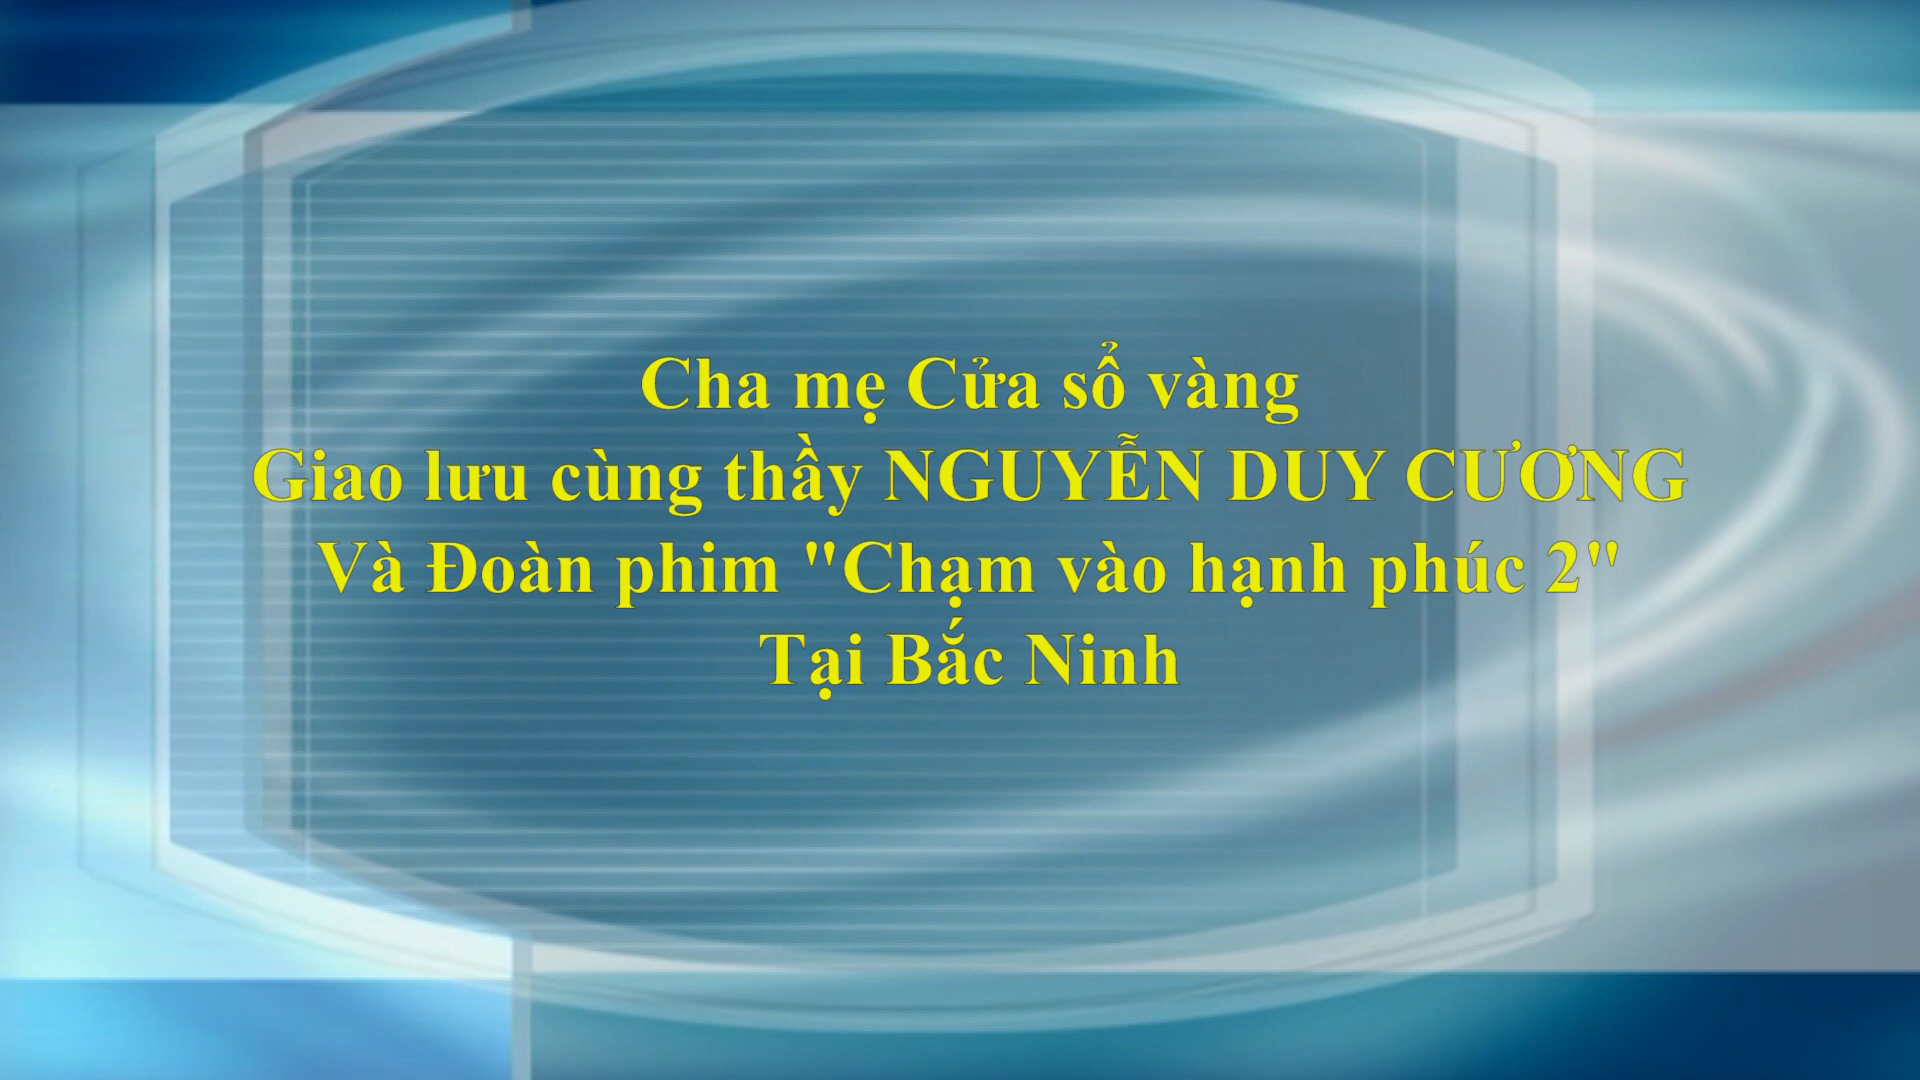 Cha mẹ Cửa sổ vàng
Giao lưu cùng thầy NGUYỄN DUY CƯƠNG
Và Đoàn phim "Chạm vào hạnh phúc 2"
Tại Bắc Ninh